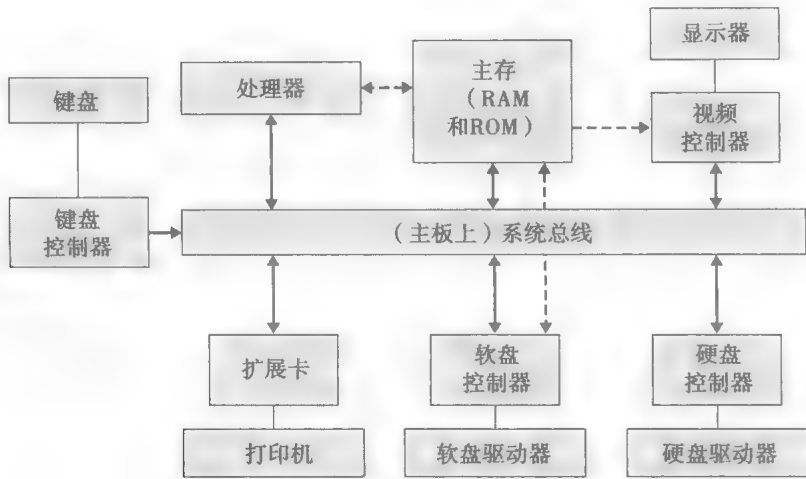 显示器
键盘
处理器
主存
（RAM
和ROM）
视频
控制器
键盘
控制器
（主板上）系统总线
扩展卡
软盘
控制器
硬盘
控制器
打印机
软盘驱动器
硬盘驱动器